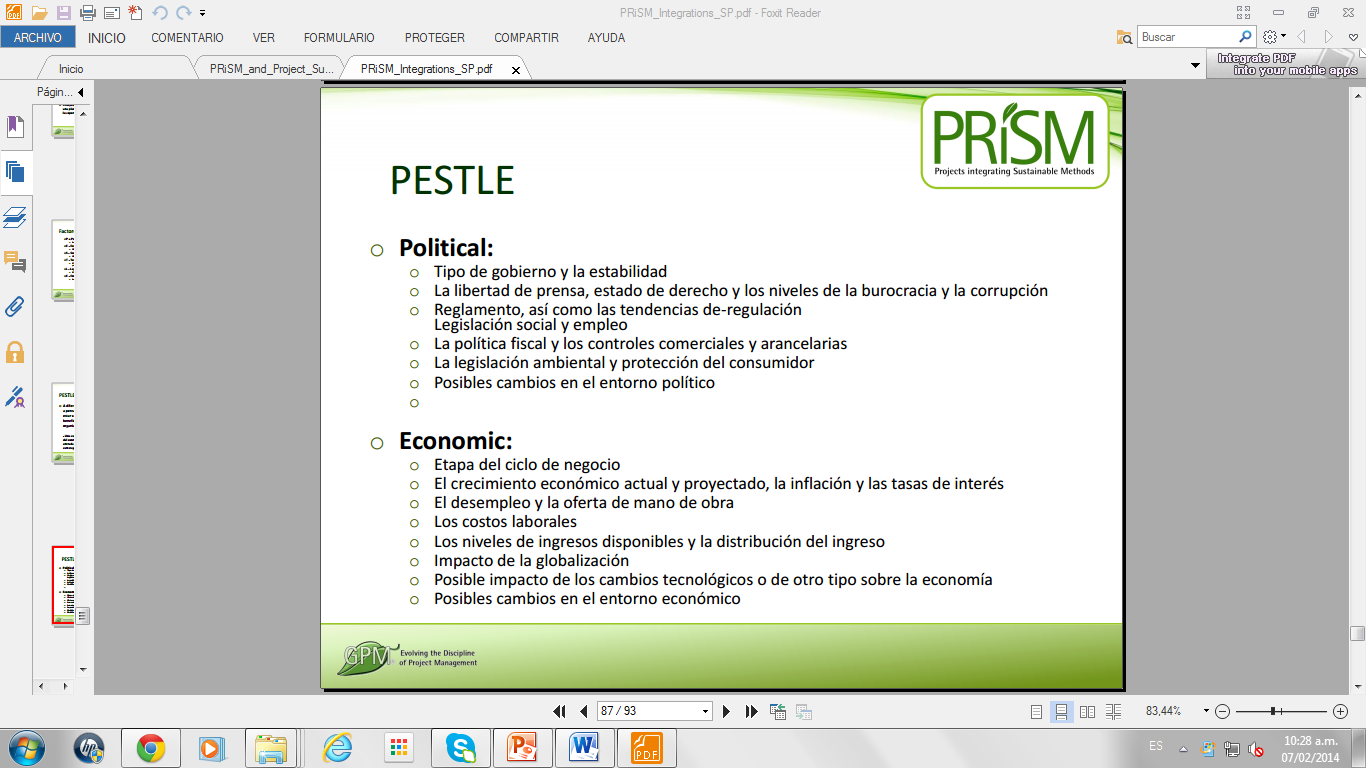 PRiSM_Integrations_SP.pdf - Foxit Reader
ARCHIVO INICIO COMENTARIO VER FORMULARIO PROTEGER COMPARTIR AYUDA
Buscar
Inicio PRiSM_and_Project_Su... PRiSM_Integrations_SP.pdf
Integrate PDF
into your mobile apps
Págin...
PRiSM
Projects integrating Sustainable Methods
PESTLE
Political:
Tipo de gobierno y la estabilidad
La libertad de prensa, estado de derecho y los niveles de la burocracia y la corrupción
Reglamento, así como las tendencias de-regulación
Legislación social y empleo
La política fiscal y los controles comerciales y arancelarias
La legislación ambiental y protección del consumidor
Posibles cambios en el entorno político
Economic:
Etapa del ciclo de negocio
El crecimiento económico actual y proyectado, la inflación y las tasas de interés
El desempleo y la oferta de mano de obra
Los costos laborales
Los niveles de ingresos disponibles y la distribución del ingreso
Impacto de la globalización
Posible impacto de los cambios tecnológicos o de otro tipo sobre la economía
Posibles cambios en el entorno económico
GPM
Evolving the Discipline
of Project Management
87 / 93
83,44%
ES
10:28 a.m.
07/02/2014